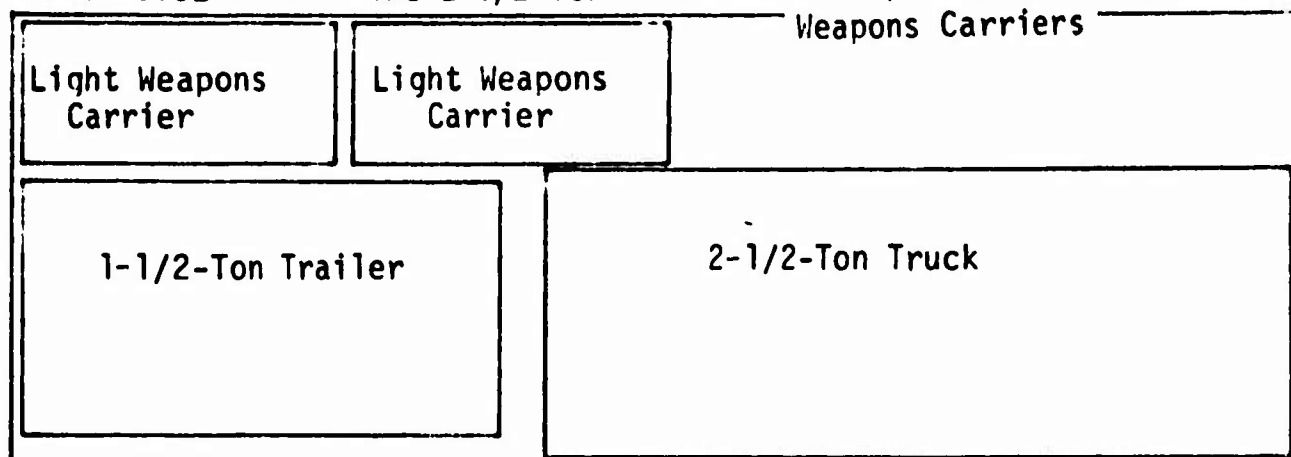 Weapons Carriers
Light Weapons
Carrier
Light Weapons
Carrier
1-1/2-Ton Trailer
2-1/2-Ton Truck